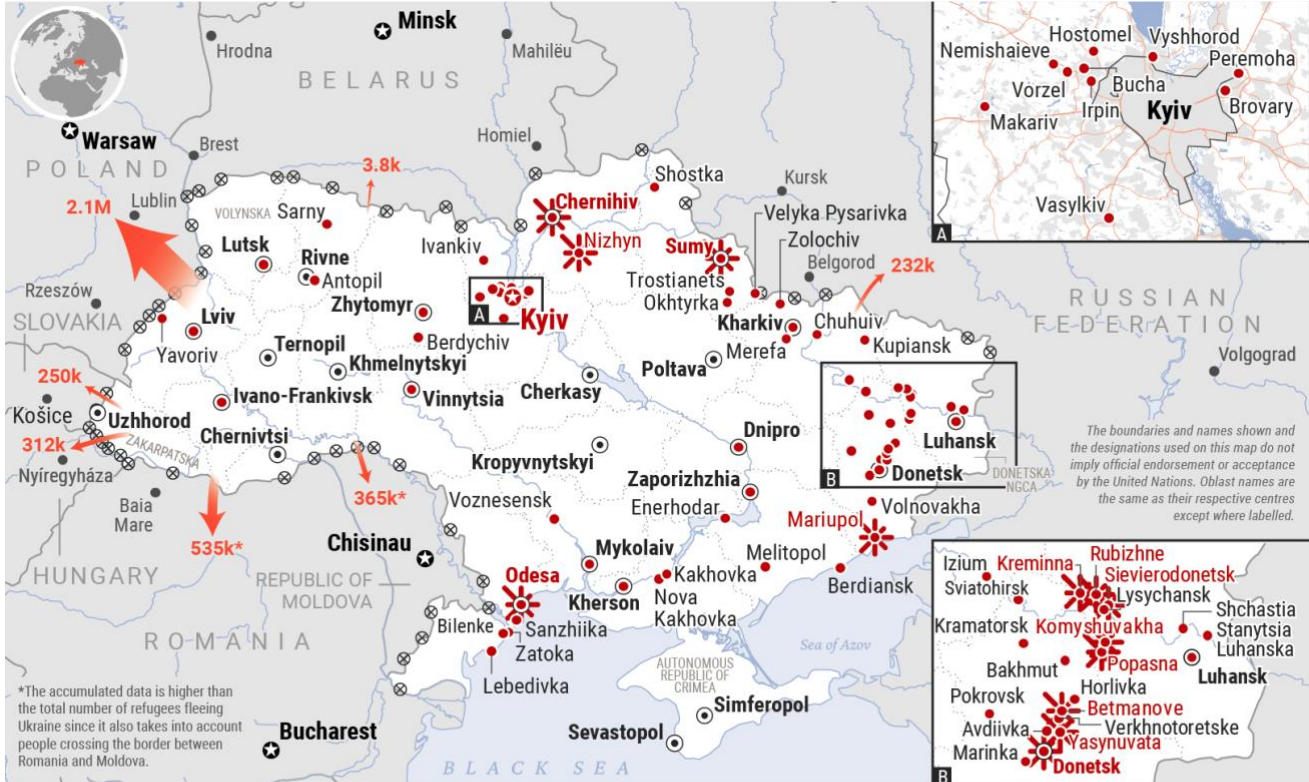 Minsk
Hrodna
Mahilëu
BELARUS
Warsaw
Brest
Homiel
POLAND
2.1M
Lublin
3.8k
VOLYNSKA
Sarny
Chernihiv
Shostka
Kursk
Velyka Pysarivka
Lutsk
Rivne
Antopil
Ivankiv
Nizhyn
Sumy
Zolochiv
Belgorod
232k
Rzeszów
Zhytomyr
A
Kyiv
Trostianets
Okhtyrka
RUSSIAN
FEDERATION
SLOVAKIA
Lviv
Yavoriv
Berdychiv
Kharkiv
Merefa
Chuhuiv
Kupiansk
Volgograd
Ternopil
Khmelnytskyi
Poltava
250k
Košice
Uzhhorod
Ivano-Frankivsk
Vinnytsia
Cherkasy
Luhansk
312k
ZAKARPATSKA
Chernivtsi
Dnipro
Donetsk
B
DONETSKA
NGCA
Nyíregyháza
Kropyvnytskyi
Baia
Mare
365k*
Voznesensk
Zaporizhzhia
Enerhodar
Volnovakha
Mariupol
535k*
Chisinau
HUNGARY
REPUBLIC OF
MOLDOVA
Mykolaiv
Melitopol
Berdiansk
Odesa
Kherson
Kakhovka
Nova
Kakhovka
ROMANIA
Bilenke
Sanzhiika
Zatoka
Lebedivka
Sea of Azov
AUTONOMOUS
REPUBLIC OF
CRIMEA
Simferopol
Sevastopol
Bucharest
BLACK SEA
*The accumulated data is higher than
the total number of refugees fleeing
Ukraine since it also takes into account
people crossing the border between
Romania and Moldova.
Hostomel
Vyshhorod
Nemishaieve
Peremoha
Vorzel
Bucha
Irpin
Kyiv
Brovary
Makariv
Vasylkiv
A
The boundaries and names shown and
the designations used on this map do not
imply official endorsement or acceptance
by the United Nations. Oblast names are
the same as their respective centres
except where labelled.
Izium
Kreminna
Rubizhne
Sievierodonetsk
Sviatohirsk
Lysychansk
Shchastia
Kramatorsk
Komyshuvakha
Stanytsia
Luhanska
Bakhmut
Popasna
Luhansk
Pokrovsk
Horlivka
Betmanove
Avdiivka
Verkhnotoretske
Marinka
Yasynuvata
Donetsk
B